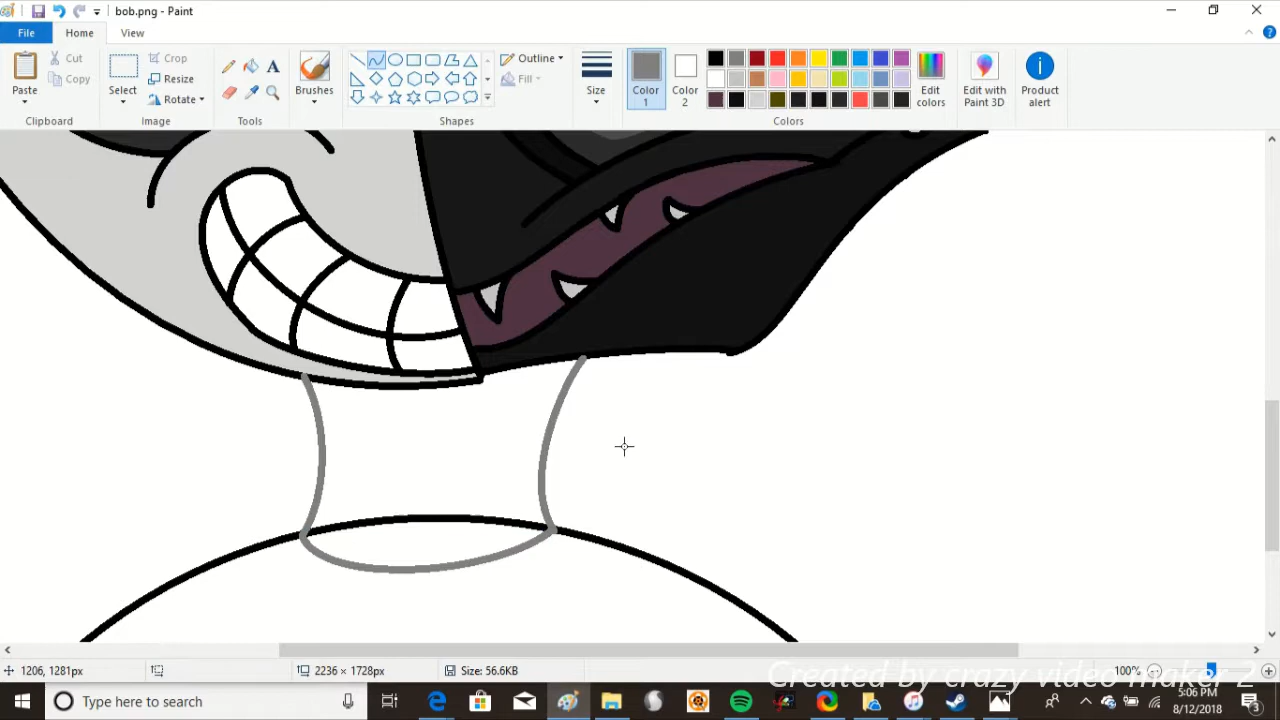 bob.png - Paint
File Home View
Paste Cut Copy Select Crop Resize Rotate Brushes Outline Fill Size Color 1 Color 2 Edit colors Edit with Paint 3D Product alert
Clipboard Image Tools Shapes Colors
1206, 1281px 2236 × 1728px Size: 56.6KB 100%
Created by crazy video maker 2
Type here to search 5:06 PM
8/12/2018